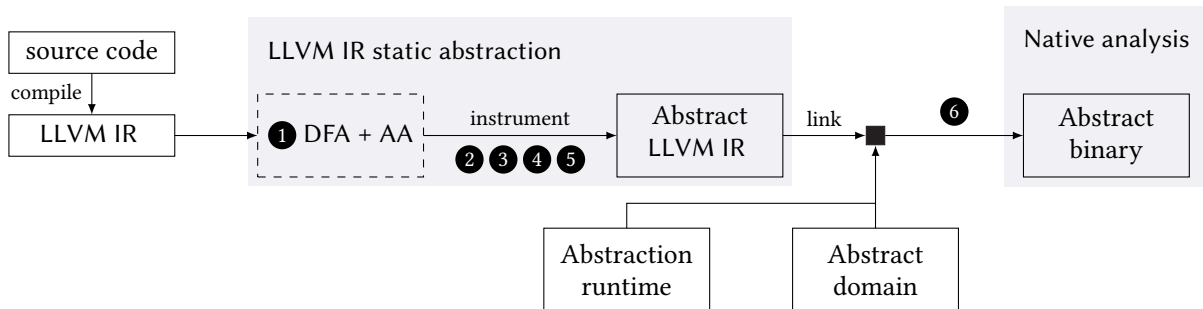 source code
compile
LLVM IR
LLVM IR static abstraction
1 DFA + AA
instrument
2 3 4 5
Abstract
LLVM IR
link
6
Native analysis
Abstract
binary
Abstraction
runtime
Abstract
domain